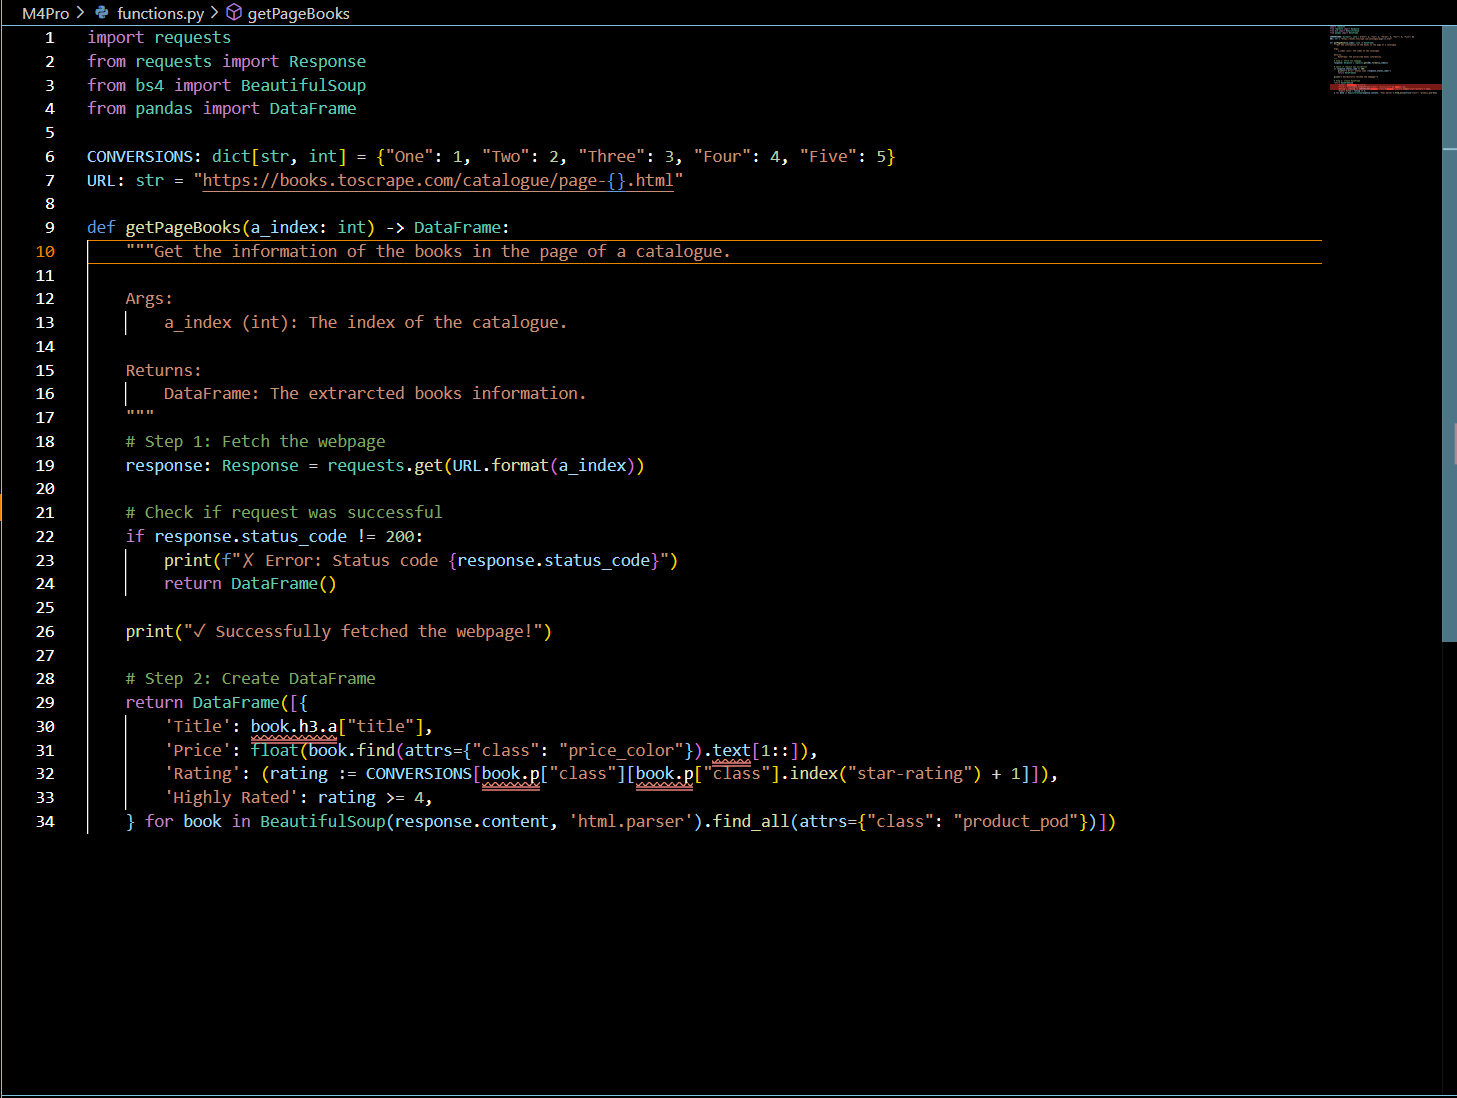 M4Pro > functions.py > getPageBooks
1 import requests
2 from requests import Response
3 from bs4 import BeautifulSoup
4 from pandas import DataFrame
5
6 CONVERSIONS: dict[str, int] = {"One": 1, "Two": 2, "Three": 3, "Four": 4, "Five": 5}
7 URL: str = "https://books.toscrape.com/catalogue/page-{}.html"
8
9 def getPageBooks(a_index: int) -> DataFrame:
10     """Get the information of the books in the page of a catalogue.
11
12     Args:
13         a_index (int): The index of the catalogue.
14
15     Returns:
16         DataFrame: The extrarcted books information.
17     """
18     # Step 1: Fetch the webpage
19     response: Response = requests.get(URL.format(a_index))
20
21     # Check if request was successful
22     if response.status_code != 200:
23         print(f"✗ Error: Status code {response.status_code}")
24         return DataFrame()
25
26     print("✓ Successfully fetched the webpage!")
27
28     # Step 2: Create DataFrame
29     return DataFrame([{
30         'Title': book.h3.a["title"],
31         'Price': float(book.find(attrs={"class": "price_color"}).text[1::]),
32         'Rating': (rating := CONVERSIONS[book.p["class"][book.p["class"].index("star-rating") + 1]]),
33         'Highly Rated': rating >= 4,
34     } for book in BeautifulSoup(response.content, 'html.parser').find_all(attrs={"class": "product_pod"})])